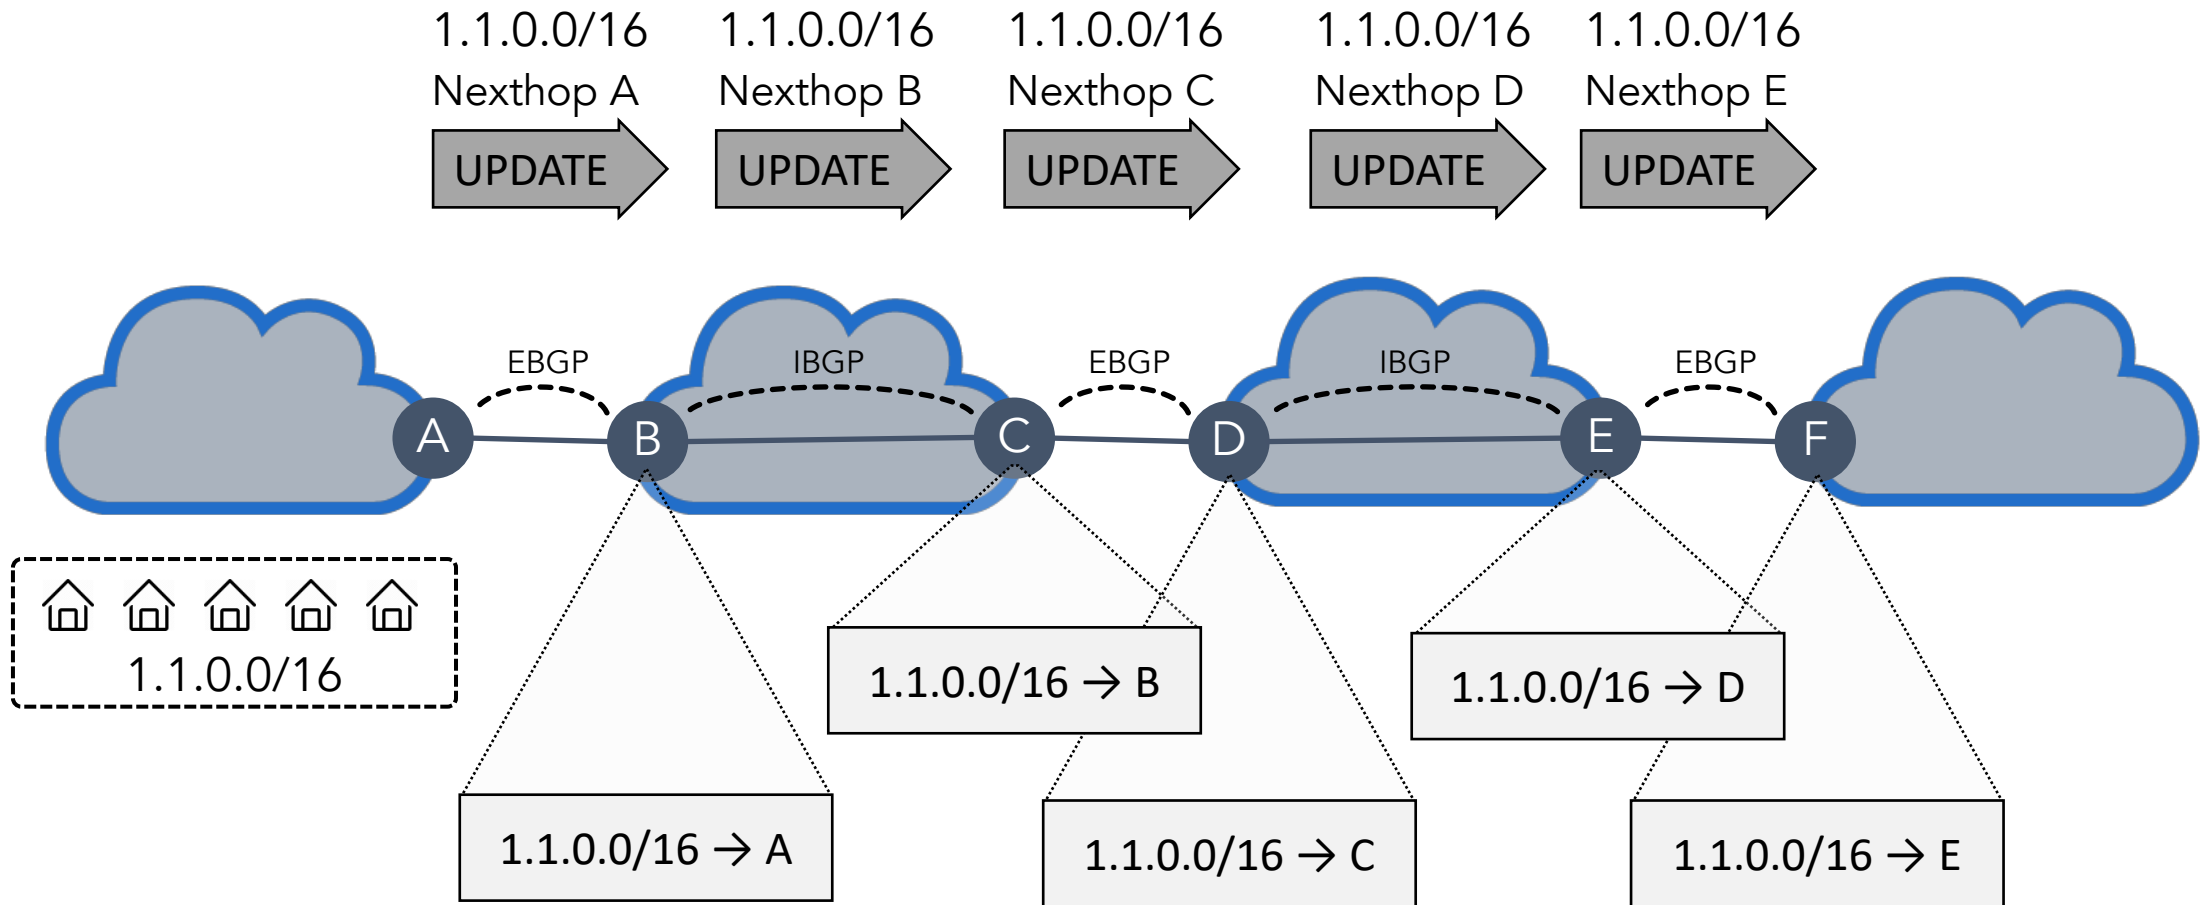 1.1.0.0/16 1.1.0.0/16 1.1.0.0/16 1.1.0.0/16 1.1.0.0/16
Nexthop A Nexthop B Nexthop C Nexthop D Nexthop E
UPDATE UPDATE UPDATE UPDATE UPDATE
EBGP IBGP EBGP IBGP EBGP
A B C D E F
1.1.0.0/16
1.1.0.0/16 → B
1.1.0.0/16 → D
1.1.0.0/16 → A
1.1.0.0/16 → C
1.1.0.0/16 → E